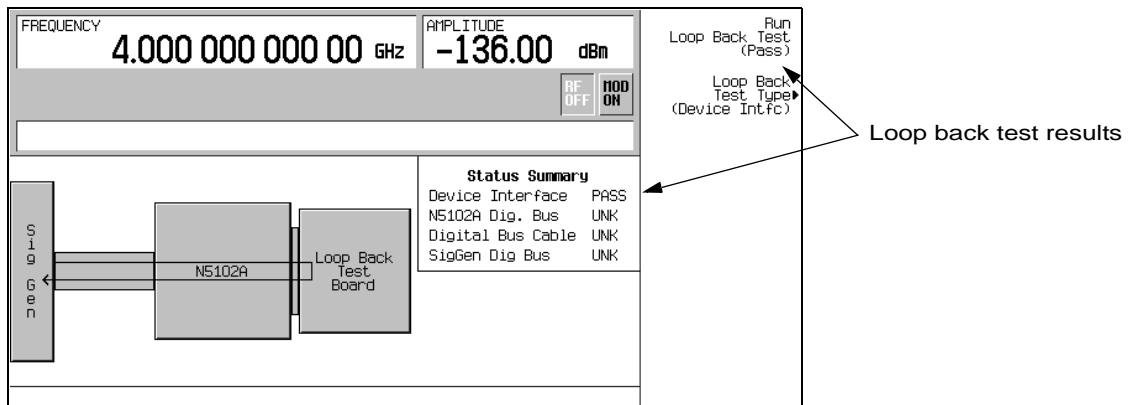 FREQUENCY
4.000 000 000 00 GHz
AMPLITUDE
-136.00 dBm
RF
OFF
MOD
ON
Run
Loop Back Test
(Pass)
Loop Back
Test Type
(Device Intfc)
Loop back test results
Status Summary
Device Interface PASS
N5102A Dig. Bus UNK
Digital Bus Cable UNK
SigGen Dig Bus UNK
Sig Gen
N5102A
Loop Back
Test
Board